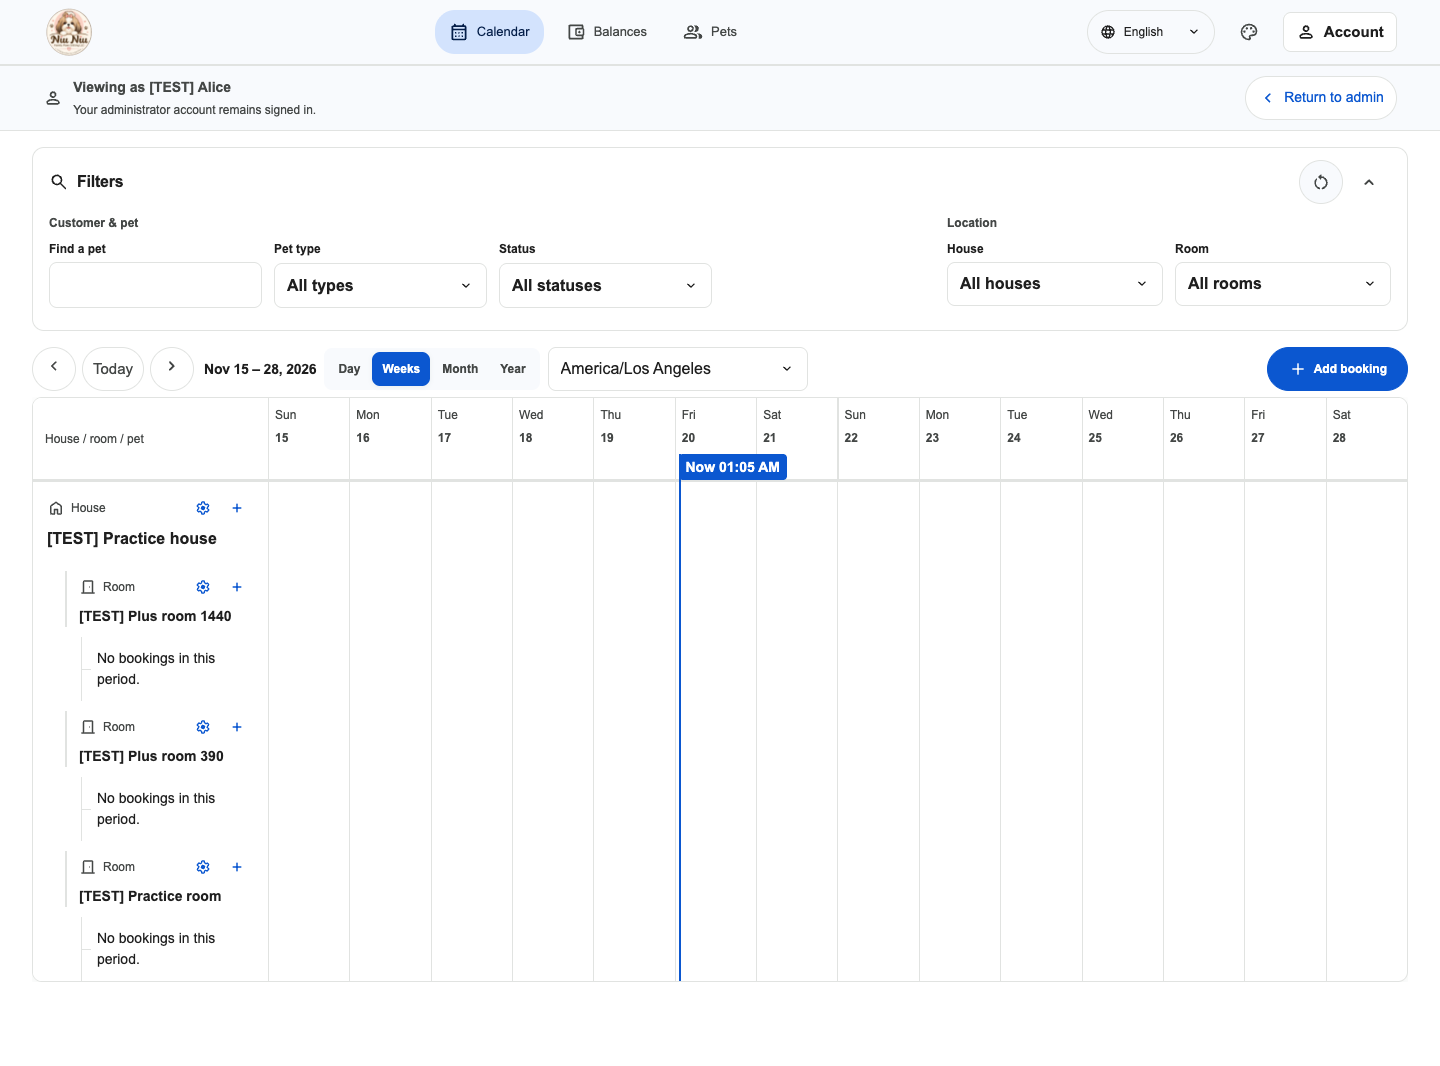 Niu Niu
Calendar
Balances
Pets
English
Account
Viewing as [TEST] Alice
Your administrator account remains signed in.
Return to admin
Filters
Customer & pet
Location
Find a pet
Pet type
Status
House
Room
All types
All statuses
All houses
All rooms
Today
Nov 15 – 28, 2026
Day
Weeks
Month
Year
America/Los Angeles
Add booking
House / room / pet
Sun
15
Mon
16
Tue
17
Wed
18
Thu
19
Fri
20
Sat
21
Sun
22
Mon
23
Tue
24
Wed
25
Thu
26
Fri
27
Sat
28
Now 01:05 AM
House
[TEST] Practice house
Room
[TEST] Plus room 1440
No bookings in this
period.
Room
[TEST] Plus room 390
No bookings in this
period.
Room
[TEST] Practice room
No bookings in this
period.